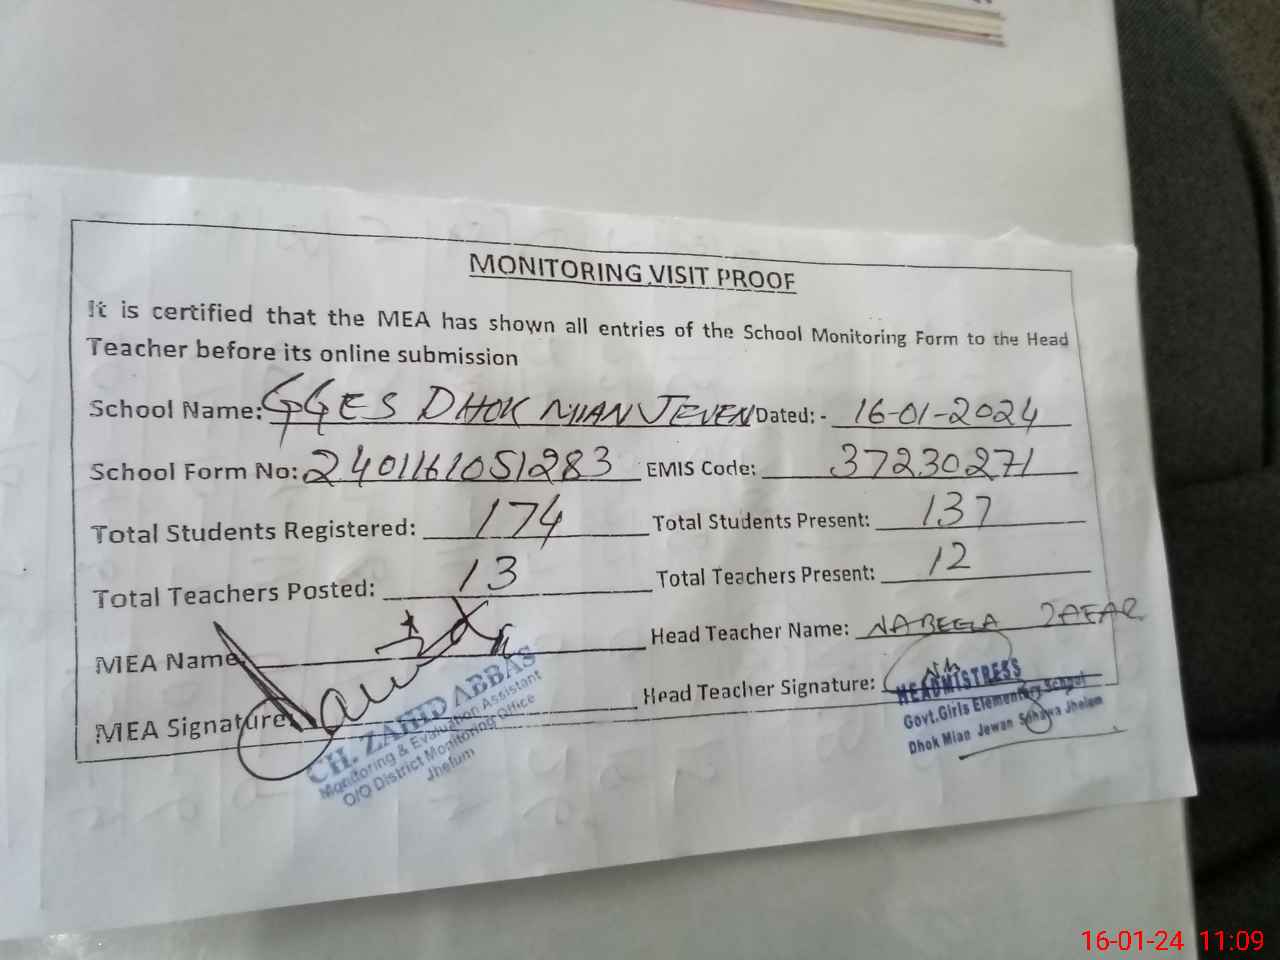 MONITORING VISIT PROOF
It is certified that the MEA has shown all entries of the School Monitoring Form to the Head
Teacher before its online submission
School Name: GGES DHOK MIAN JEVEN Dated: - 16-01-2024
School Form No: 2401161051283 EMIS Code: 37230271
Total Students Registered: 174 Total Students Present: 137
Total Teachers Posted: 13 Total Teachers Present: 12
MEA Name: Head Teacher Name: NABEELA ZAFAR
MEA Signature: Head Teacher Signature:
CH. ZAHID ABBAS
Monitoring & Evaluation Assistant
O/O District Monitoring Office
Jhelum
HEADMISTRESS
Govt.Girls Elementary School
Dhok Mian Jewan Sohawa Jhelam
16-01-24 11:09